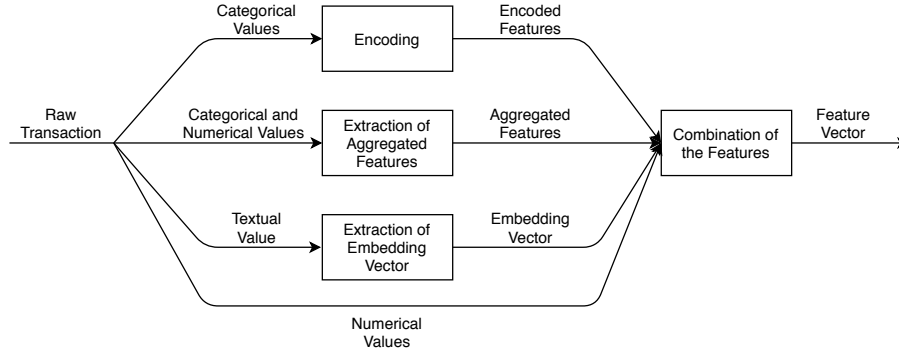 Categorical
Values
Encoding
Encoded
Features
Raw
Transaction
Categorical and
Numerical Values
Extraction of
Aggregated
Features
Aggregated
Features
Combination of
the Features
Feature
Vector
Textual
Value
Extraction of
Embedding
Vector
Embedding
Vector
Numerical
Values